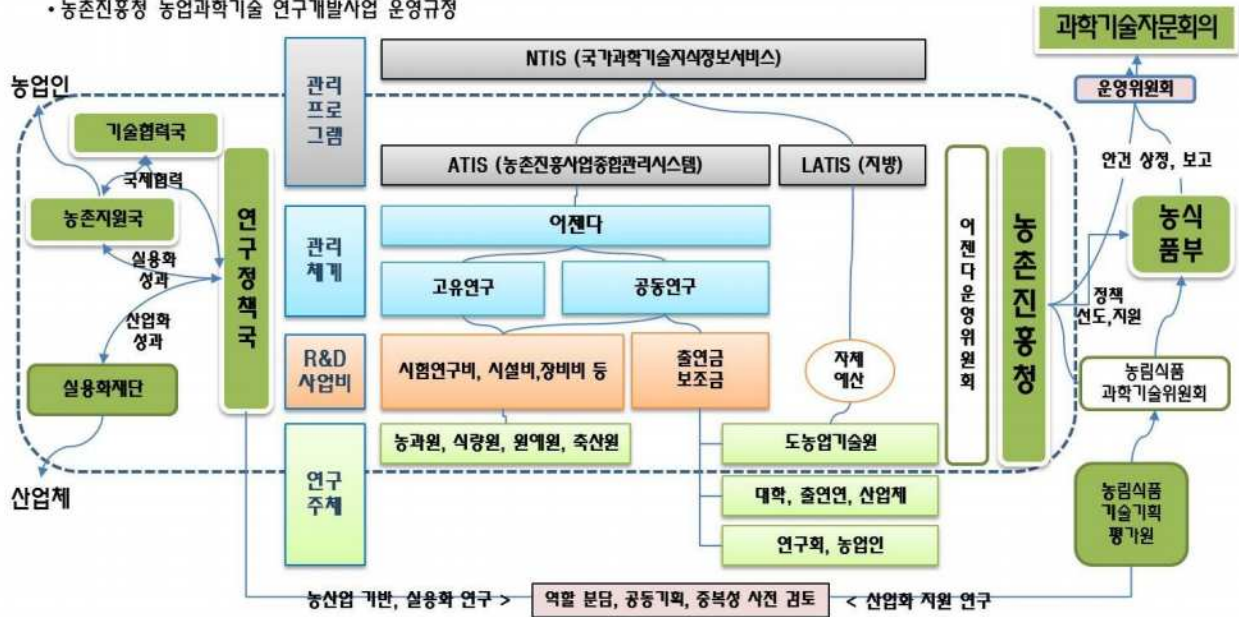 • 농촌진흥청 농업과학기술 연구개발사업 운영규정
과학기술자문회의
운영위원회
안건 상정, 보고
농식
품부
정책
선도,지원
농림식품
과학기술위원회
농림식품
기술기획
평가원
농업인
기술협력국
국제협력
농촌지원국
실용화
성과
산업화
성과
실용화재단
산업체
연구정책국
관리
프로
그램
NTIS (국가과학기술지식정보서비스)
ATIS (농촌진흥사업종합관리시스템)
LATIS (지방)
관리
체계
어젠다
고유연구
공동연구
R&D
사업비
시험연구비, 시설비,장비비 등
출연금
보조금
자체
예산
연구
주체
농과원, 식량원, 원예원, 축산원
도농업기술원
대학, 출연연, 산업체
연구회, 농업인
어젠다운영위원회
농촌진흥청
농산업 기반, 실용화 연구 >
역할 분담, 공동기획, 중복성 사전 검토
< 산업화 지원 연구